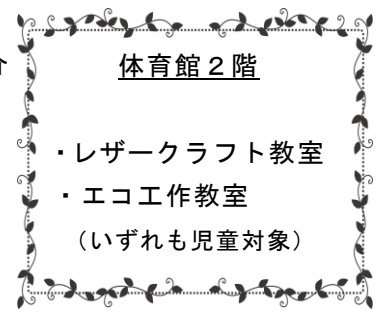 体育館２階
・レザークラフト教室
・エコ工作教室
（いずれも児童対象）